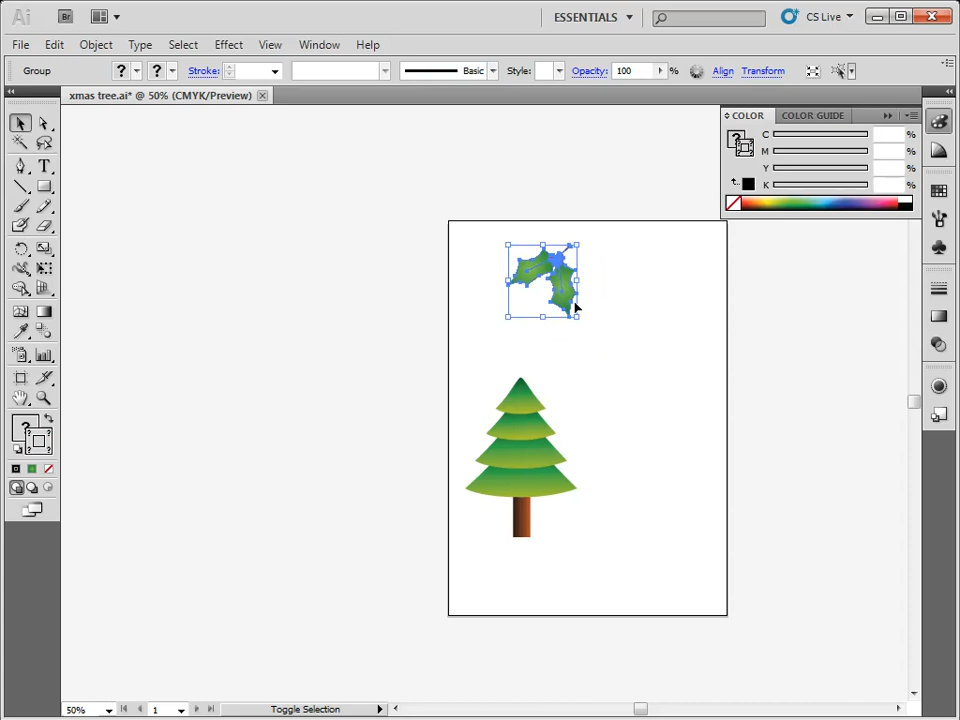 Ai Br ESSENTIALS CS Live
File Edit Object Type Select Effect View Window Help
Group ? ? Stroke: Basic Style: Opacity: 100 % Align Transform
xmas tree.ai* @ 50% (CMYK/Preview)
COLOR COLOR GUIDE
? C %
M %
Y %
K %
T
?
50% 1 Toggle Selection